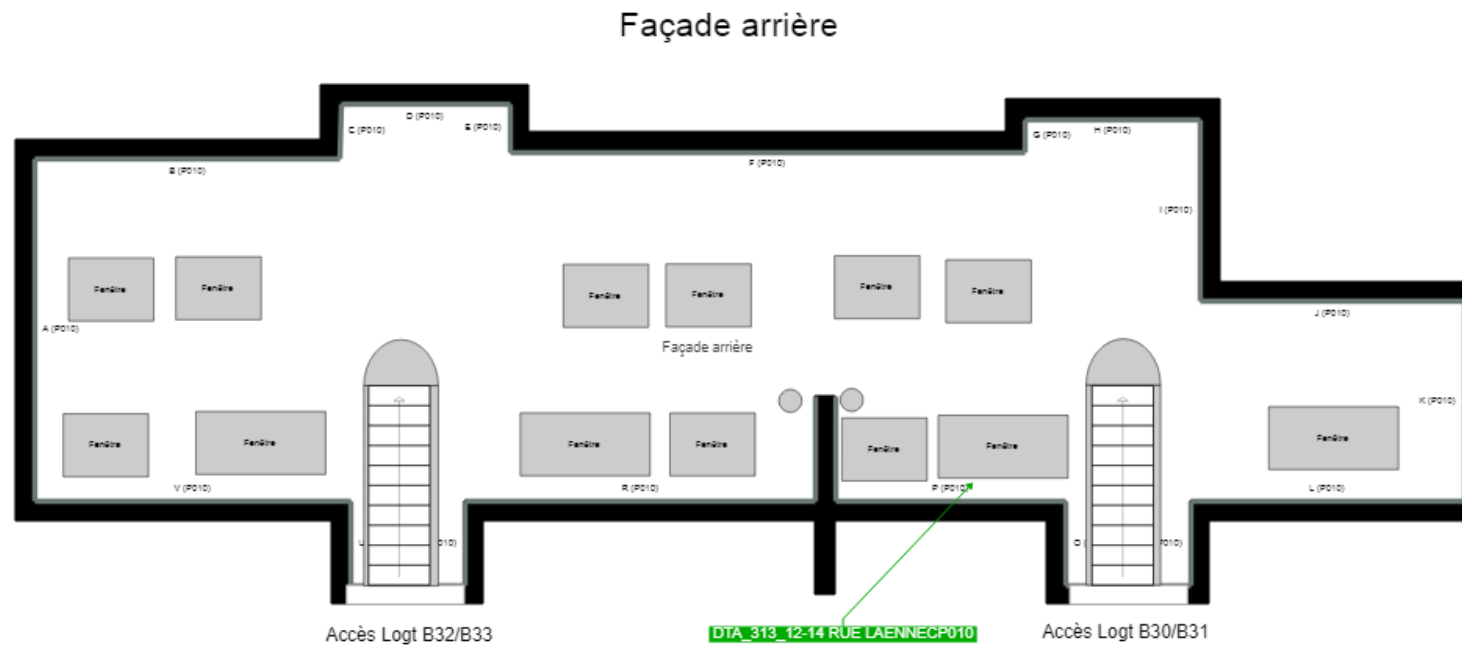 Façade arrière
D (P010)
C (P010)
E (P010)
G (P010)
H (P010)
B (P010)
F (P010)
I (P010)
Fenêtre
Fenêtre
Fenêtre
Fenêtre
Fenêtre
Fenêtre
A (P010)
J (P010)
Façade arrière
K (P010)
Fenêtre
Fenêtre
Fenêtre
Fenêtre
Fenêtre
Fenêtre
Fenêtre
V (P010)
R (P010)
P (P010)
L (P010)
Accès Logt B32/B33
DTA_313_12-14 RUE LAENNECP010
Accès Logt B30/B31